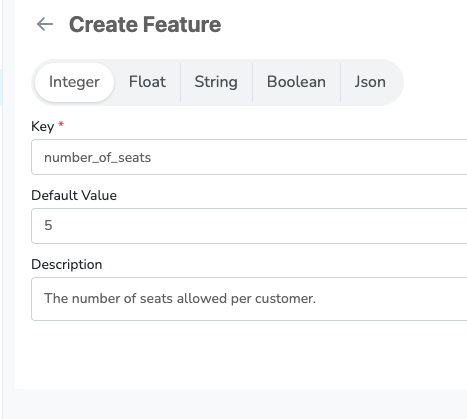 ← Create Feature
Integer Float String Boolean Json
Key *
number_of_seats
Default Value
5
Description
The number of seats allowed per customer.